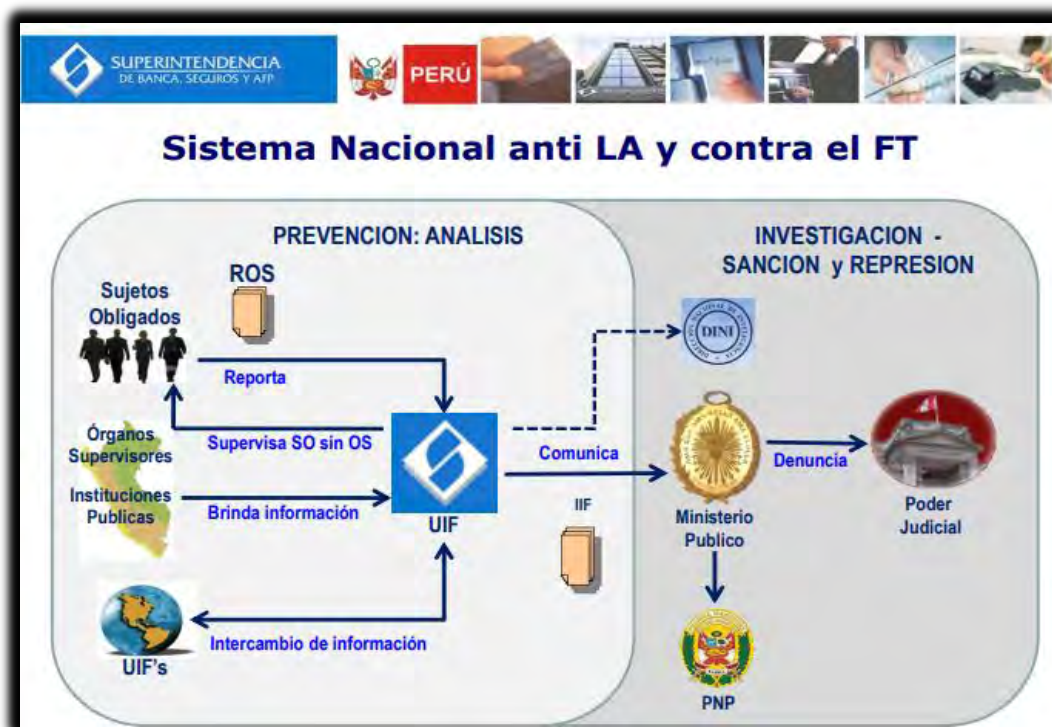 SUPERINTENDENCIA
DE BANCA, SEGUROS Y AFP
PERÚ
Sistema Nacional anti LA y contra el FT
PREVENCION: ANALISIS
INVESTIGACION -
SANCION y REPRESION
ROS
Sujetos
Obligados
DINI
Reporta
Órganos
Supervisores
Supervisa SO sin OS
Comunica
Denuncia
Instituciones
Publicas
Brinda información
UIF
IIF
Ministerio
Publico
Poder
Judicial
Intercambio de información
UIF's
PNP